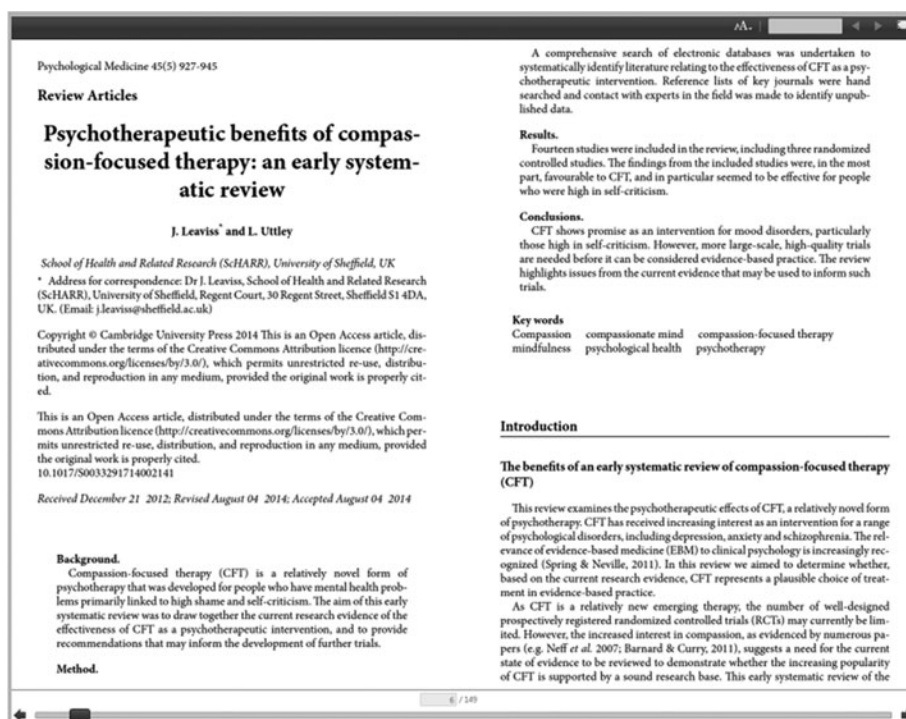 AA
Psychological Medicine 45(5) 927-945
Review Articles
Psychotherapeutic benefits of compas-
sion-focused therapy: an early system-
atic review
J. Leaviss* and L. Uttley
School of Health and Related Research (ScHARR), University of Sheffield, UK
* Address for correspondence: Dr J. Leaviss, School of Health and Related Research
(ScHARR), University of Sheffield, Regent Court, 30 Regent Street, Sheffield S1 4DA,
UK. (Email: j.leaviss@sheffield.ac.uk)
Copyright © Cambridge University Press 2014 This is an Open Access article, dis-
tributed under the terms of the Creative Commons Attribution licence (http://cre-
ativecommons.org/licenses/by/3.0/), which permits unrestricted re-use, distribu-
tion, and reproduction in any medium, provided the original work is properly cit-
ed.
This is an Open Access article, distributed under the terms of the Creative Com-
mons Attribution licence (http://creativecommons.org/licenses/by/3.0/), which per-
mits unrestricted re-use, distribution, and reproduction in any medium, provided
the original work is properly cited.
10.1017/S0033291714002141
Received December 21 2012; Revised August 04 2014; Accepted August 04 2014
Background.
Compassion-focused therapy (CFT) is a relatively novel form of
psychotherapy that was developed for people who have mental health prob-
lems primarily linked to high shame and self-criticism. The aim of this early
systematic review was to draw together the current research evidence of the
effectiveness of CFT as a psychotherapeutic intervention, and to provide
recommendations that may inform the development of further trials.
Method.
A comprehensive search of electronic databases was undertaken to
systematically identify literature relating to the effectiveness of CFT as a psy-
chotherapeutic intervention. Reference lists of key journals were hand
searched and contact with experts in the field was made to identify unpub-
lished data.
Results.
Fourteen studies were included in the review, including three randomized
controlled studies. The findings from the included studies were, in the most
part, favourable to CFT, and in particular seemed to be effective for people
who were high in self-criticism.
Conclusions.
CFT shows promise as an intervention for mood disorders, particularly
those high in self-criticism. However, more large-scale, high-quality trials
are needed before it can be considered evidence-based practice. The review
highlights issues from the current evidence that may be used to inform such
trials.
Key words
Compassion compassionate mind compassion-focused therapy
mindfulness psychological health psychotherapy
Introduction
The benefits of an early systematic review of compassion-focused therapy
(CFT)
This review examines the psychotherapeutic effects of CFT, a relatively novel form
of psychotherapy. CFT has received increasing interest as an intervention for a range
of psychological disorders, including depression, anxiety and schizophrenia. The rel-
evance of evidence-based medicine (EBM) to clinical psychology is increasingly rec-
ognized (Spring & Neville, 2011). In this review we aimed to determine whether,
based on the current research evidence, CFT represents a plausible choice of treat-
ment in evidence-based practice.
As CFT is a relatively new emerging therapy, the number of well-designed
prospectively registered randomized controlled trials (RCTs) may currently be lim-
ited. However, the increased interest in compassion, as evidenced by numerous pa-
pers (e.g. Neff et al. 2007; Barnard & Curry, 2011), suggests a need for the current
state of evidence to be reviewed to demonstrate whether the increasing popularity
of CFT is supported by a sound research base. This early systematic review of the
6 / 149